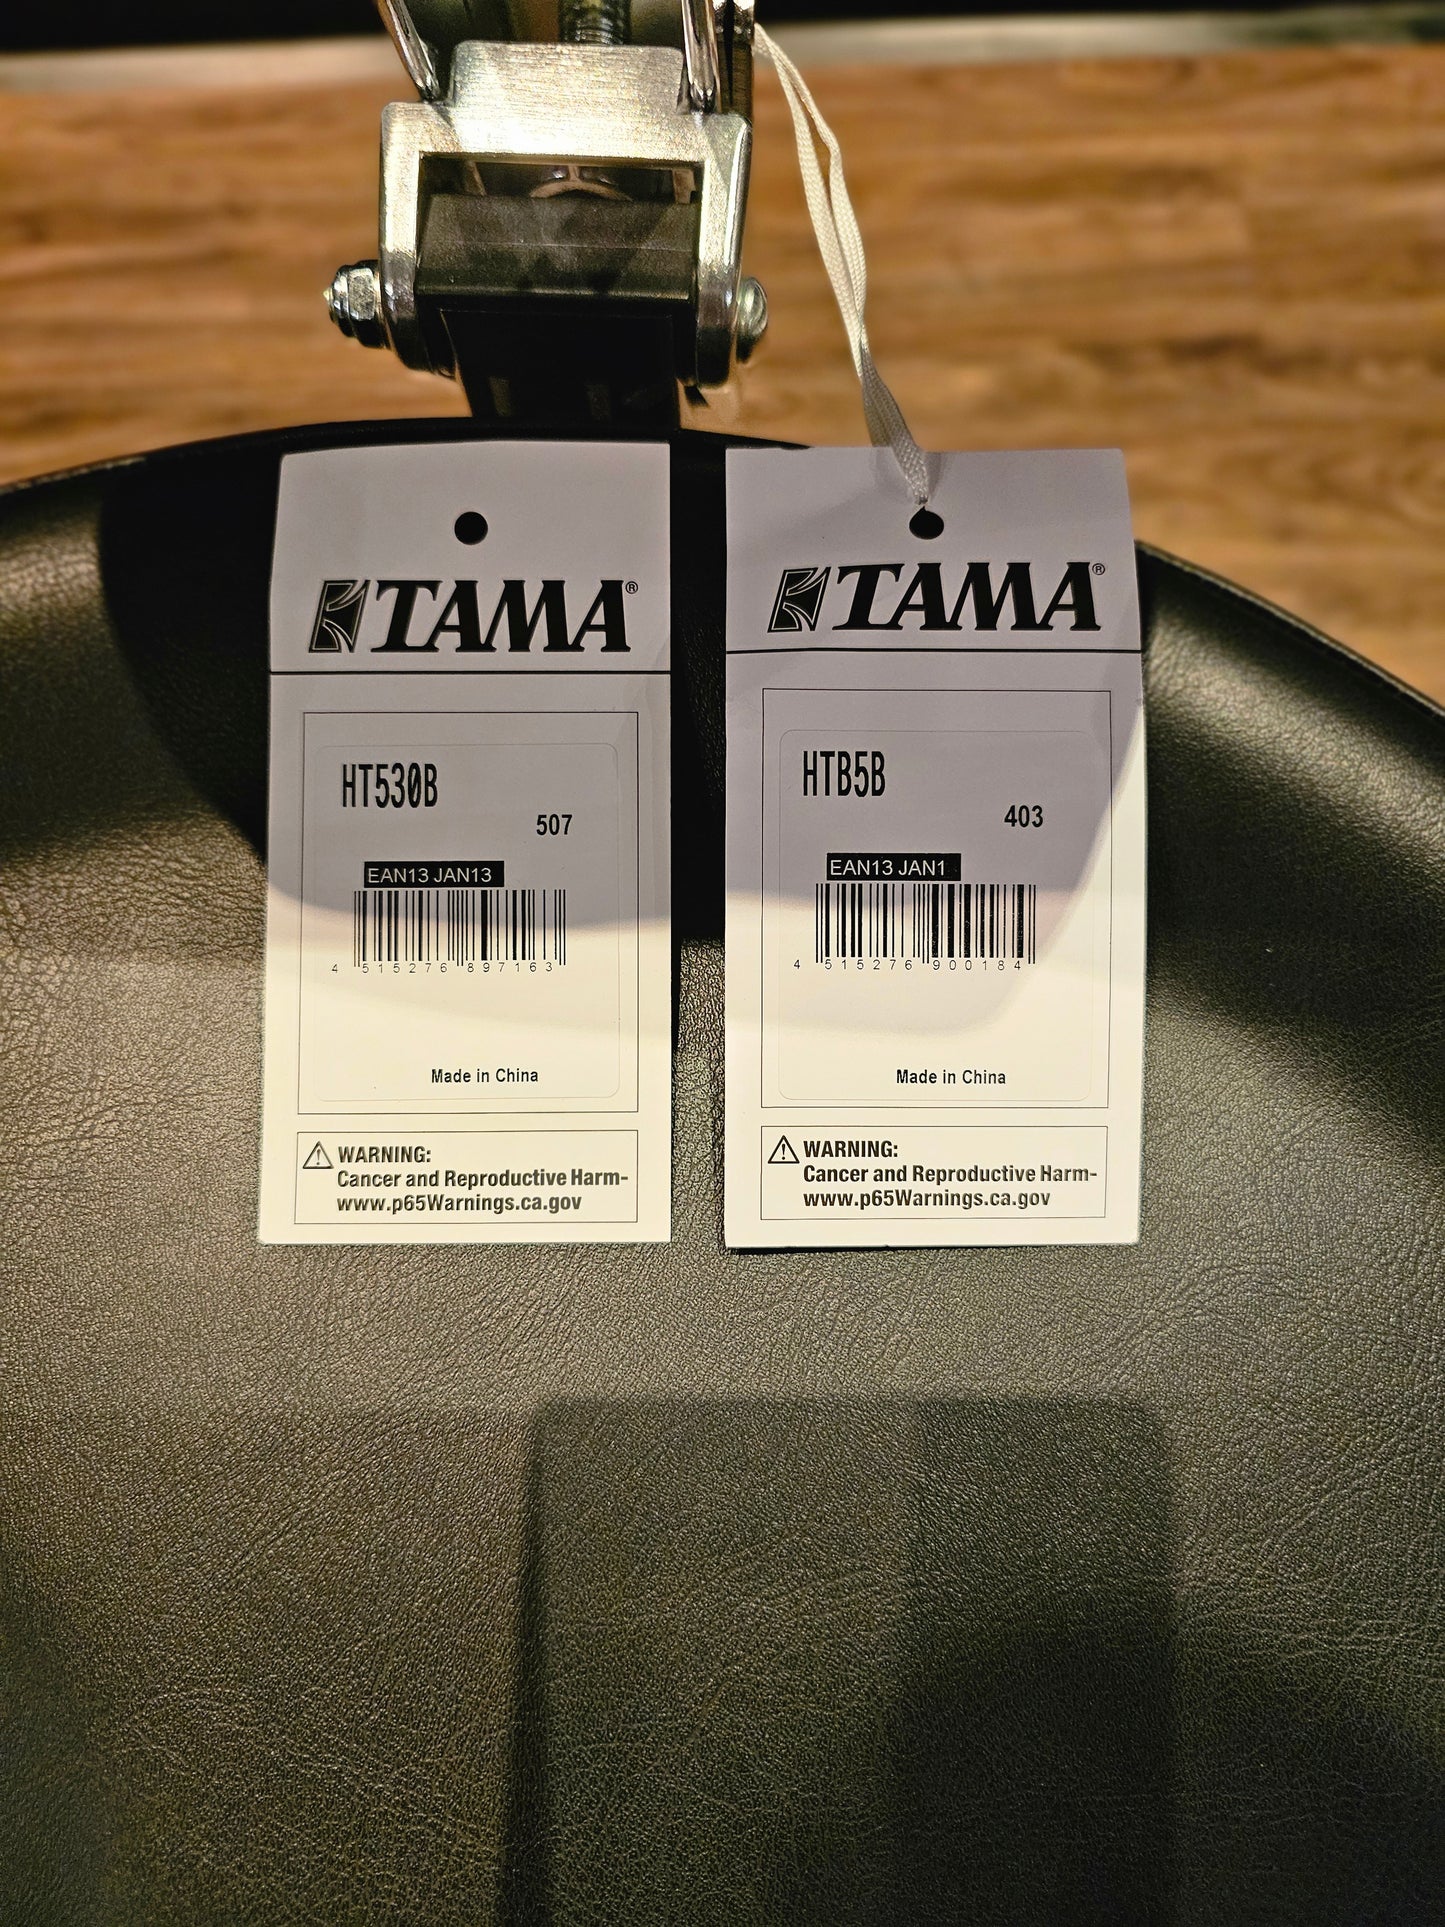 TAMA®
HT530B
507
EAN13 JAN13
4 515276 897163
Made in China
WARNING:
Cancer and Reproductive Harm-
www.p65Warnings.ca.gov
TAMA®
HTB5B
403
EAN13 JAN1
4 515276 900184
Made in China
WARNING:
Cancer and Reproductive Harm-
www.p65Warnings.ca.gov